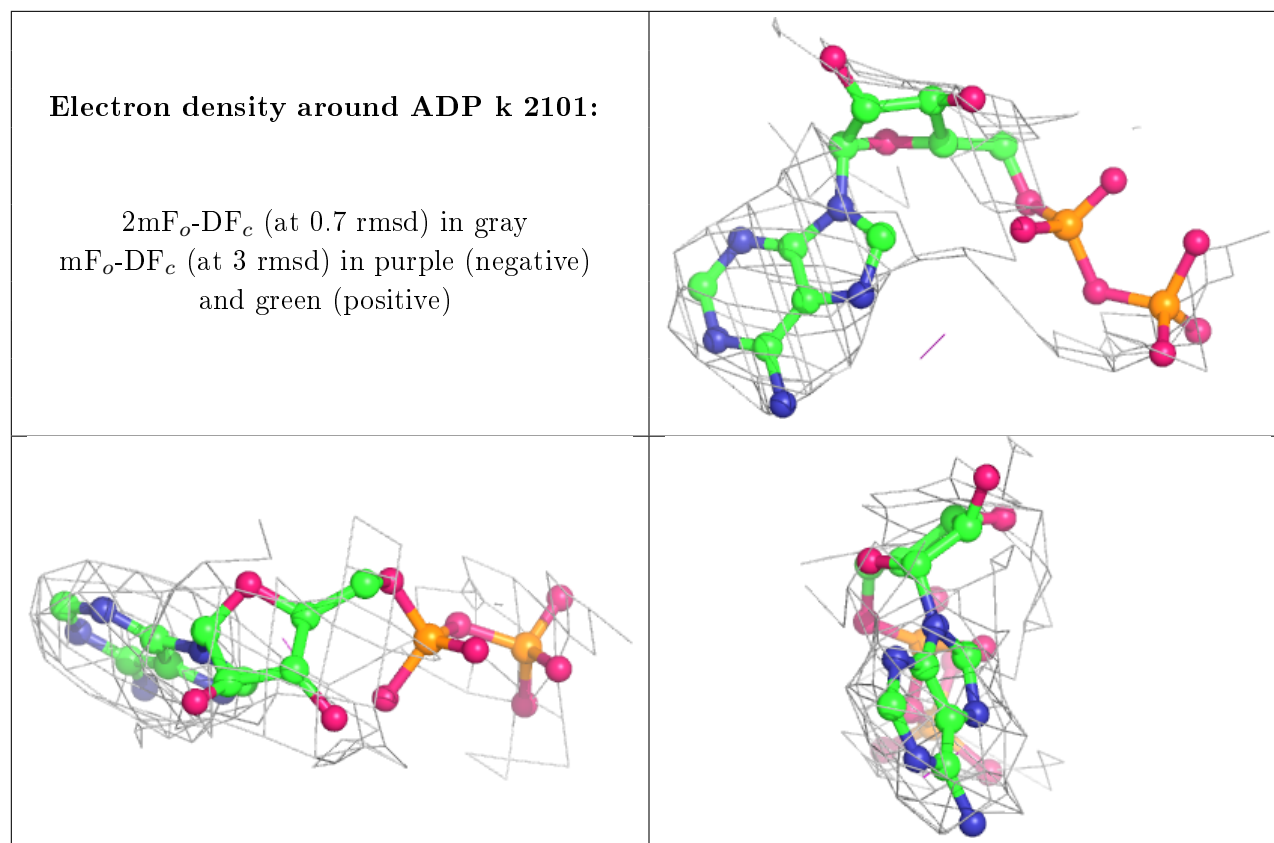 Electron density around ADP k 2101:
2mFo-DFc (at 0.7 rmsd) in gray
mFo-DFc (at 3 rmsd) in purple (negative)
and green (positive)